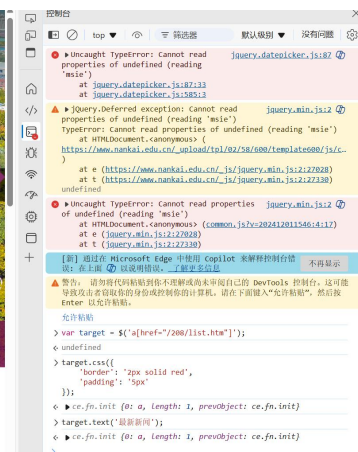 控制台
top ▼
筛选器
默认级别 ▼
没有问题
▶Uncaught TypeError: Cannot read jquery.datepicker.js:87
properties of undefined (reading
'msie')
at jquery.datepicker.js:87:33
at jquery.datepicker.js:585:3
▶jQuery.Deferred exception: Cannot jquery.min.js:2
read properties of undefined (reading 'msie')
TypeError: Cannot read properties of undefined (reading 'msie')
at HTMLDocument.<anonymous> (
https://www.nankai.edu.cn/_upload/tpl/02/58/600/template600/js/c…
)
at e (https://www.nankai.edu.cn/_js/jquery.min.js:2:27028)
at t (https://www.nankai.edu.cn/_js/jquery.min.js:2:27330)
undefined
▶Uncaught TypeError: Cannot read properties jquery.min.js:2
of undefined (reading 'msie')
at HTMLDocument.<anonymous> (common.js?v=202412011546:4:17)
at e (jquery.min.js:2:27028)
at t (jquery.min.js:2:27330)
[新] 通过在 Microsoft Edge 中使用 Copilot 来解释控制台错
误: 在上面 以说明错误。 了解更多信息
不再显示
警告: 请勿将代码粘贴到你不理解或尚未审阅自己的 DevTools 控制台。这可能
导致攻击者窃取你的身份或控制你的计算机。请在下面键入“允许粘贴”，然后按
Enter 以允许粘贴。
允许粘贴
> var target = $('a[href="/208/list.htm"]');
< undefined
> target.css({
'border': '2px solid red',
'padding': '5px'
});
< ▶ce.fn.init {0: a, length: 1, prevObject: ce.fn.init}
> target.text('最新新闻');
< ▶ce.fn.init {0: a, length: 1, prevObject: ce.fn.init}